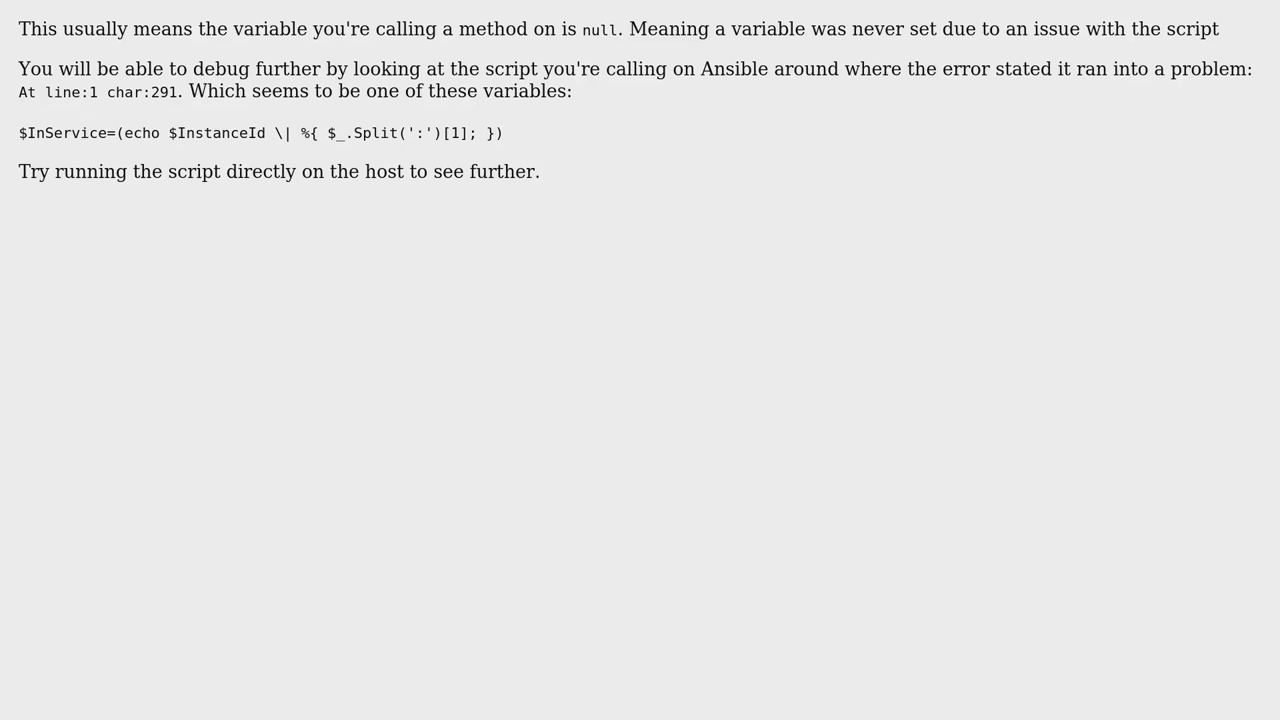 This usually means the variable you're calling a method on is null. Meaning a variable was never set due to an issue with the script
You will be able to debug further by looking at the script you're calling on Ansible around where the error stated it ran into a problem:
At line:1 char:291. Which seems to be one of these variables:
$InService=(echo $InstanceId \| %{ $_.Split(':')[1]; })
Try running the script directly on the host to see further.